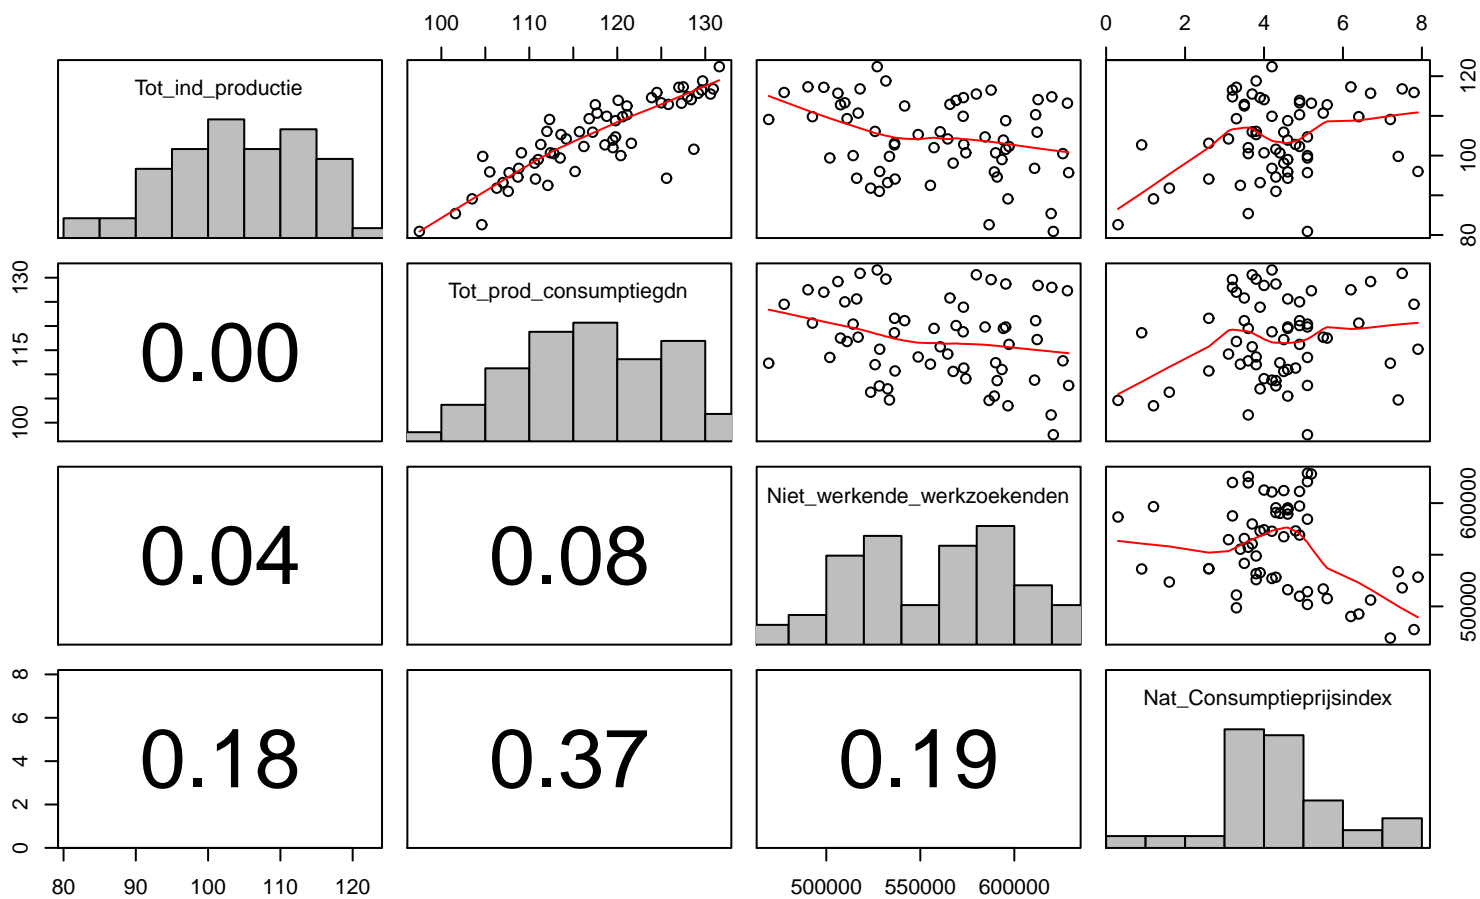 100 110 120 130
0 2 4 6 8
Tot_ind_productie
80 100 120
0.00
Tot_prod_consumptiegdn
100 115 130
0.04
0.08
Niet_werkende_werkzoekenden
500000 600000
0.18
0.37
0.19
Nat_Consumptieprijsindex
0 2 4 6 8
80 90 100 110 120
500000 550000 600000